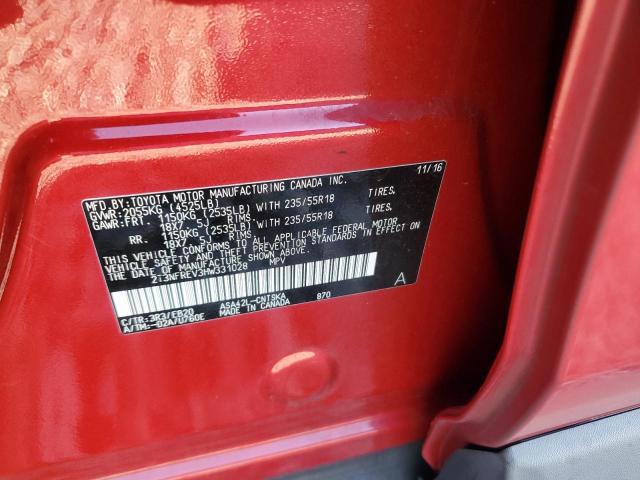 MFD.BY:TOYOTA MOTOR MANUFACTURING CANADA INC. 11/16
GVWR:2055KG (4525LB)
GAWR:FRT. 1150KG (2535LB) WITH 235/55R18 TIRES,
18X7. 5J RIMS
RR. 1150KG (2535LB) WITH 235/55R18 TIRES,
18X7. 5J RIMS
THIS VEHICLE CONFORMS TO ALL APPLICABLE FEDERAL MOTOR
VEHICLE SAFETY AND THEFT PREVENTION STANDARDS IN EFFECT ON
THE DATE OF MANUFACTURE SHOWN ABOVE.
2T3NFREV3HW331028 MPV A
C/TR:3R3/FB20 ASA42L-CNTSKA 870
A/TM:-02A/U760E MADE IN CANADA